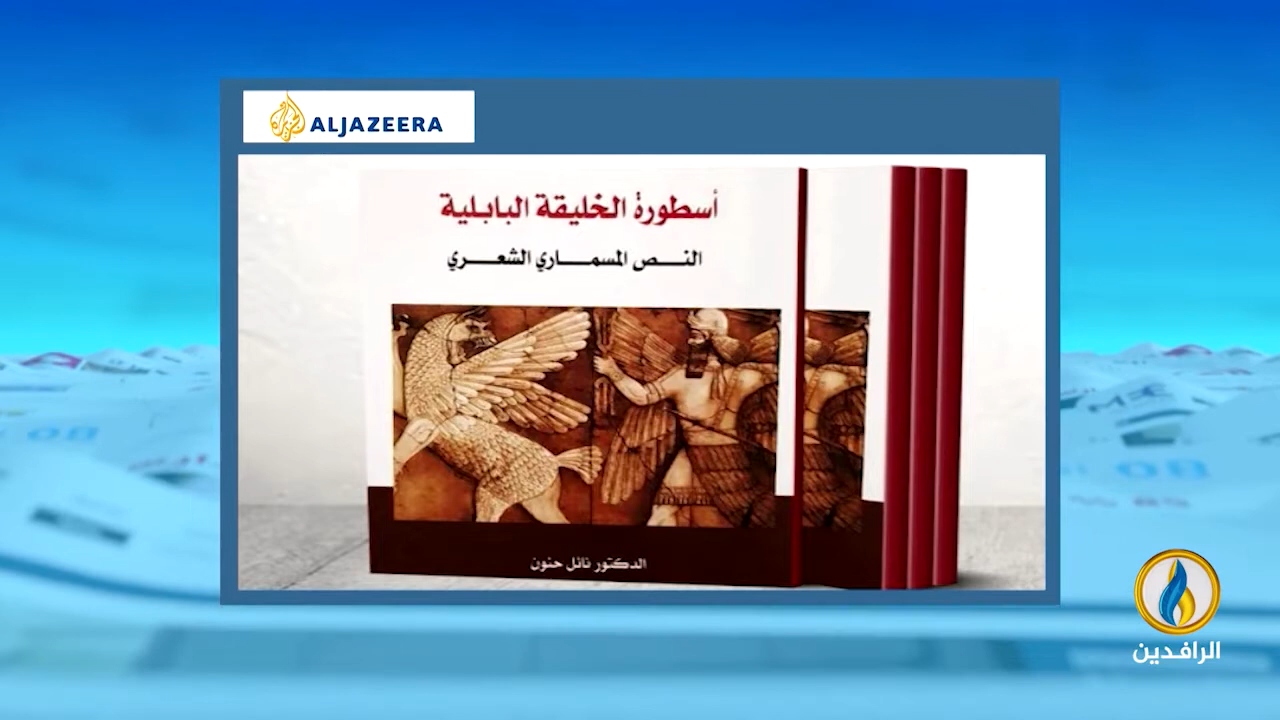 ALJAZEERA
أسطورة الخليقة البابلية
النص المسماري الشعري
الدكتور نائل حنون
الرافدين